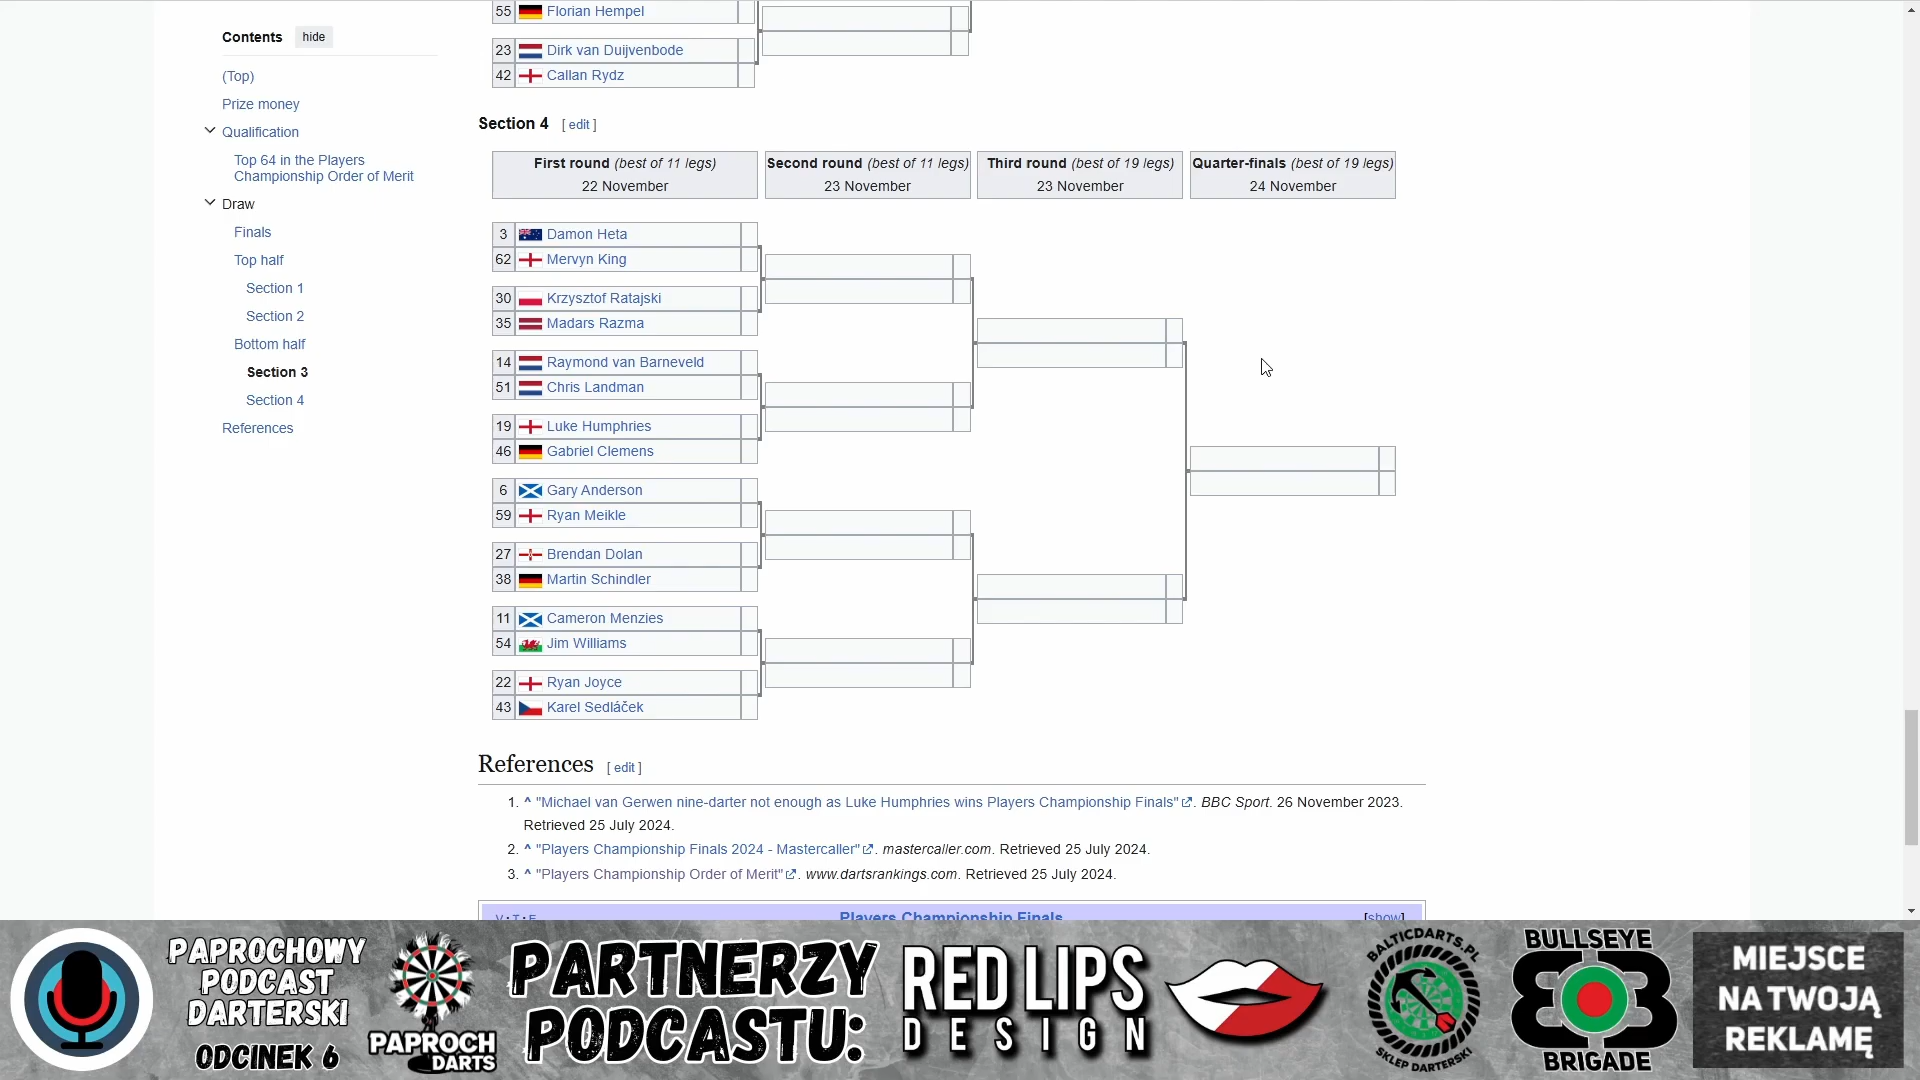 Contents hide
(Top)
Prize money
Qualification
Top 64 in the Players
Championship Order of Merit
Draw
Finals
Top half
Section 1
Section 2
Bottom half
Section 3
Section 4
References
55 Florian Hempel
23 Dirk van Duijvenbode
42 Callan Rydz
Section 4 [ edit ]
First round (best of 11 legs)
22 November
Second round (best of 11 legs)
23 November
Third round (best of 19 legs)
23 November
Quarter-finals (best of 19 legs)
24 November
3 Damon Heta
62 Mervyn King
30 Krzysztof Ratajski
35 Madars Razma
14 Raymond van Barneveld
51 Chris Landman
19 Luke Humphries
46 Gabriel Clemens
6 Gary Anderson
59 Ryan Meikle
27 Brendan Dolan
38 Martin Schindler
11 Cameron Menzies
54 Jim Williams
22 Ryan Joyce
43 Karel Sedláček
References [ edit ]
1. ^ "Michael van Gerwen nine-darter not enough as Luke Humphries wins Players Championship Finals". BBC Sport. 26 November 2023.
Retrieved 25 July 2024.
2. ^ "Players Championship Finals 2024 - Mastercaller". mastercaller.com. Retrieved 25 July 2024.
3. ^ "Players Championship Order of Merit". www.dartsrankings.com. Retrieved 25 July 2024.
V · T · E Players Championship Finals [show]
PAPROCHOWY
PODCAST
DARTERSKI
ODCINEK 6
PAPROCH
DARTS
PARTNERZY
PODCASTU:
RED LIPS
DESIGN
BALTICDARTS.PL
SKLEP DARTERSKI
BULLSEYE
BRIGADE
MIEJSCE
NA TWOJĄ
REKLAMĘ